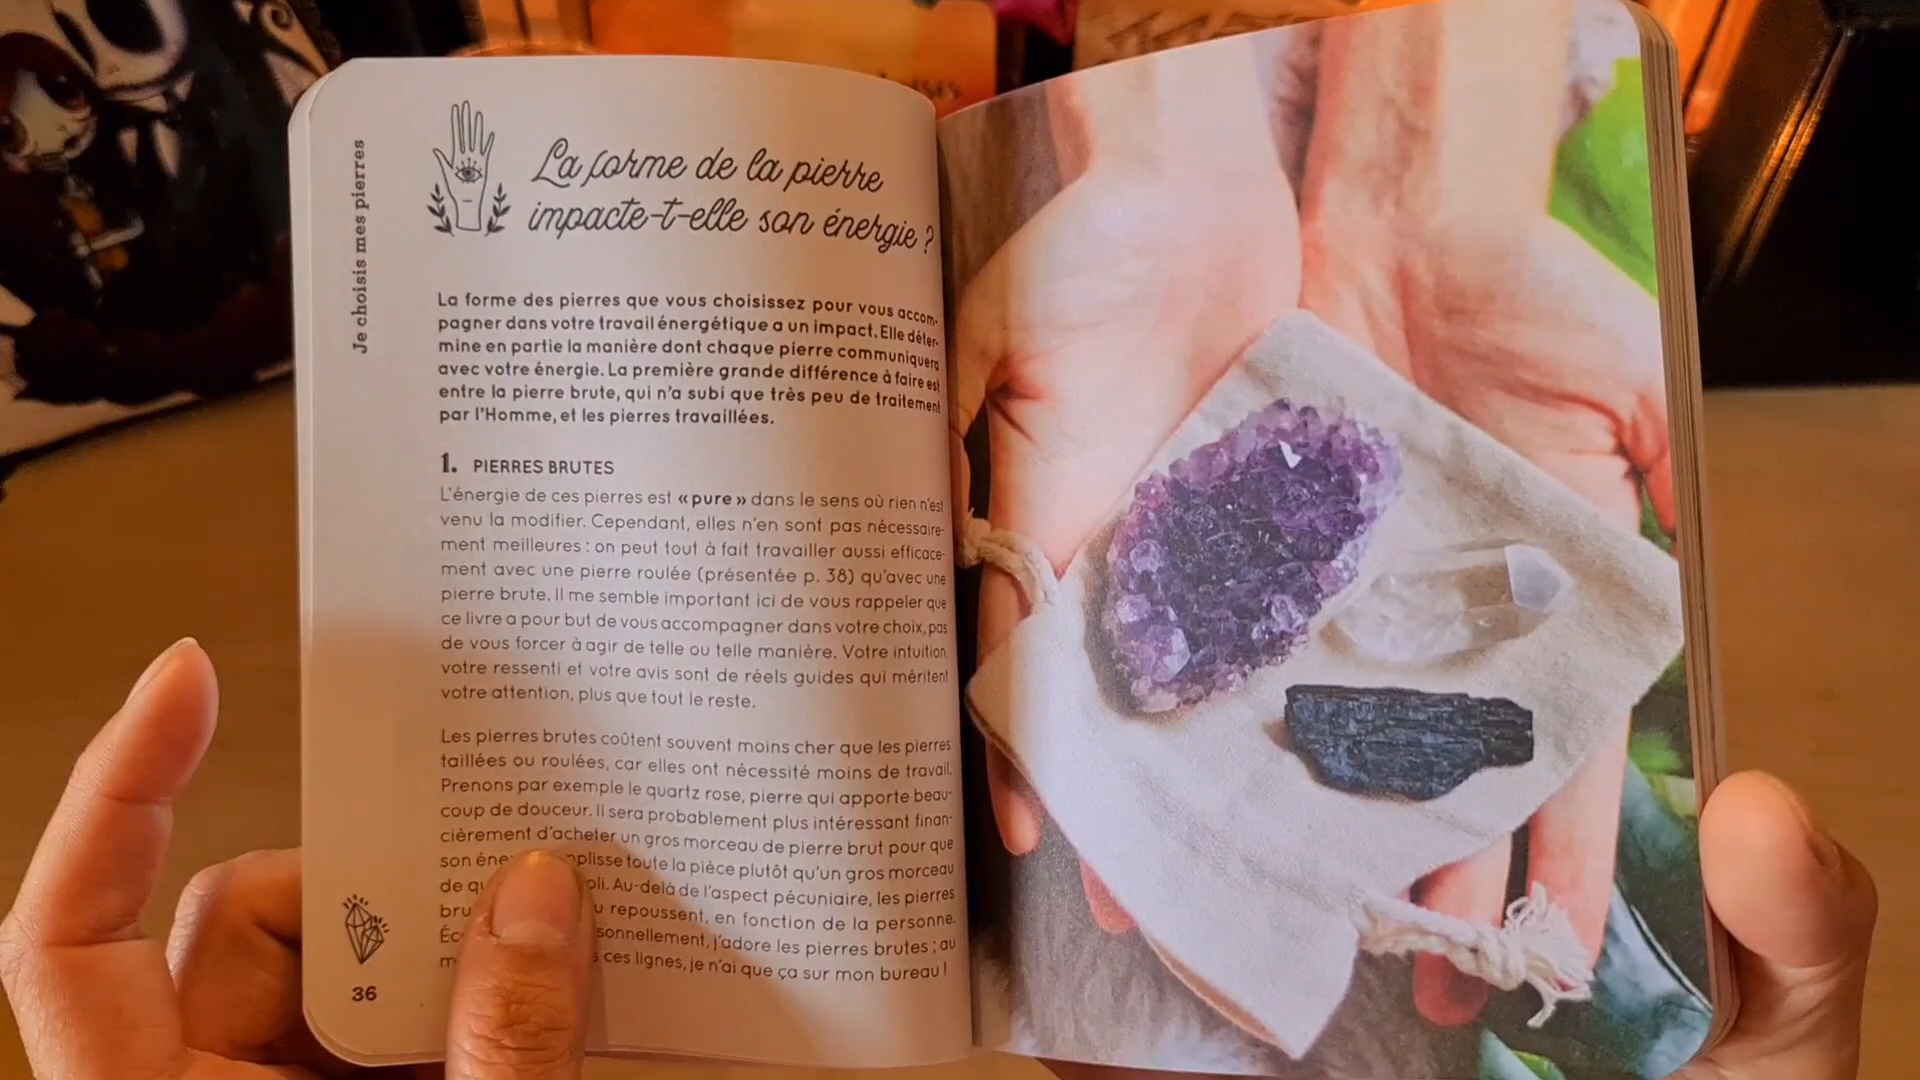 Je choisis mes pierres
La forme de la pierre
impacte-t-elle son énergie ?
La forme des pierres que vous choisissez pour vous accom-
pagner dans votre travail énergétique a un impact. Elle déter-
mine en partie la manière dont chaque pierre communiquera
avec votre énergie. La première grande différence à faire est
entre la pierre brute, qui n'a subi que très peu de traitement
par l'Homme, et les pierres travaillées.
1. PIERRES BRUTES
L'énergie de ces pierres est « pure » dans le sens où rien n'est
venu la modifier. Cependant, elles n'en sont pas nécessaire-
ment meilleures : on peut tout à fait travailler aussi efficace-
ment avec une pierre roulée (présentée p. 38) qu'avec une
pierre brute. Il me semble important ici de vous rappeler que
ce livre a pour but de vous accompagner dans votre choix, pas
de vous forcer à agir de telle ou telle manière. Votre intuition,
votre ressenti et votre avis sont de réels guides qui méritent
votre attention, plus que tout le reste.
Les pierres brutes coûtent souvent moins cher que les pierres
taillées ou roulées, car elles ont nécessité moins de travail.
Prenons par exemple le quartz rose, pierre qui apporte beau-
coup de douceur. Il sera probablement plus intéressant finan-
cièrement d'acheter un gros morceau de pierre brut pour que
son toute la pièce plutôt qu'un gros morceau
de Au-delà de l'aspect pécuniaire, les pierres
repoussent, en fonction de la personne.
j'adore les pierres brutes ; au
ces lignes, je n'ai que ça sur mon bureau !
36